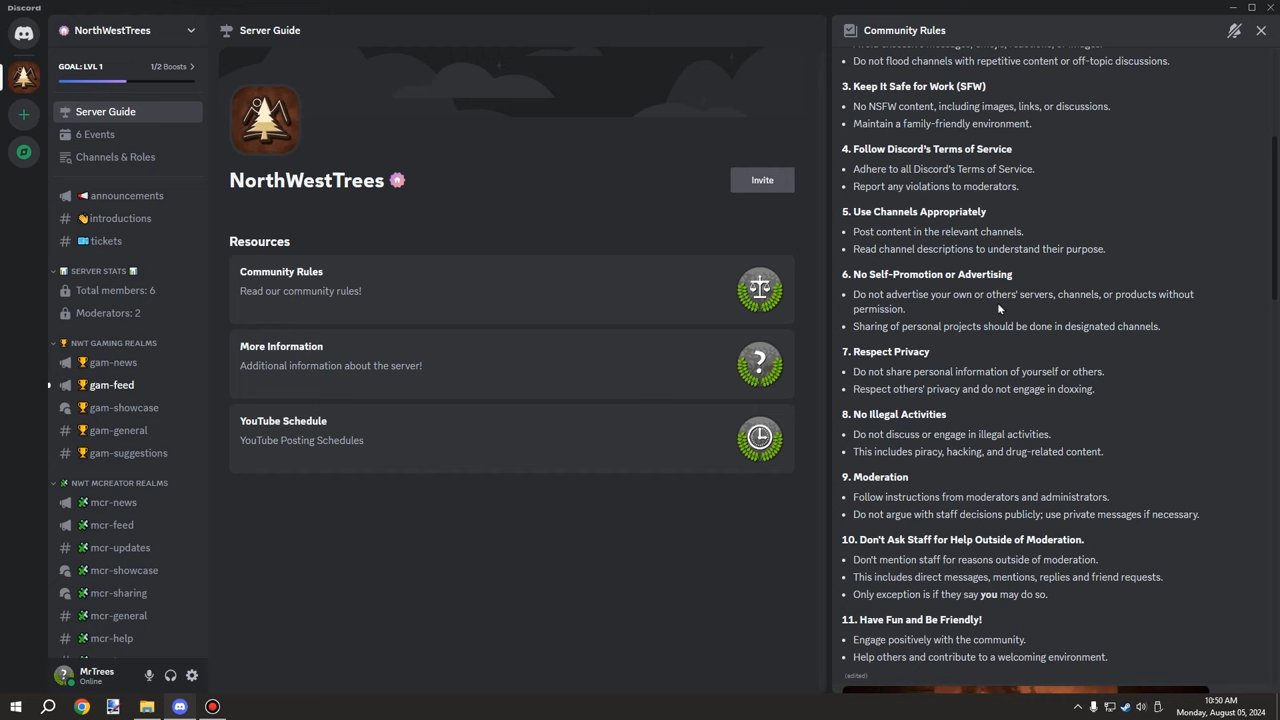 Discord
NorthWestTrees
GOAL: LVL 1
1/2 Boosts
Server Guide
6 Events
Channels & Roles
announcements
introductions
tickets
SERVER STATS
Total members: 6
Moderators: 2
NWT GAMING REALMS
gam-news
gam-feed
gam-showcase
gam-general
gam-suggestions
NWT MCREATOR REALMS
mcr-news
mcr-feed
mcr-updates
mcr-showcase
mcr-sharing
mcr-general
mcr-help
MrTrees
Online
Server Guide
NorthWestTrees
Invite
Resources
Community Rules
Read our community rules!
More Information
Additional information about the server!
?
YouTube Schedule
YouTube Posting Schedules
Community Rules
• Do not flood channels with repetitive content or off-topic discussions.
3. Keep It Safe for Work (SFW)
• No NSFW content, including images, links, or discussions.
• Maintain a family-friendly environment.
4. Follow Discord's Terms of Service
• Adhere to all Discord's Terms of Service.
• Report any violations to moderators.
5. Use Channels Appropriately
• Post content in the relevant channels.
• Read channel descriptions to understand their purpose.
6. No Self-Promotion or Advertising
• Do not advertise your own or others' servers, channels, or products without
permission.
• Sharing of personal projects should be done in designated channels.
7. Respect Privacy
• Do not share personal information of yourself or others.
• Respect others' privacy and do not engage in doxxing.
8. No Illegal Activities
• Do not discuss or engage in illegal activities.
• This includes piracy, hacking, and drug-related content.
9. Moderation
• Follow instructions from moderators and administrators.
• Do not argue with staff decisions publicly; use private messages if necessary.
10. Don't Ask Staff for Help Outside of Moderation.
• Don't mention staff for reasons outside of moderation.
• This includes direct messages, mentions, replies and friend requests.
• Only exception is if they say you may do so.
11. Have Fun and Be Friendly!
• Engage positively with the community.
• Help others and contribute to a welcoming environment.
(edited)
10:50 AM
Monday, August 05, 2024